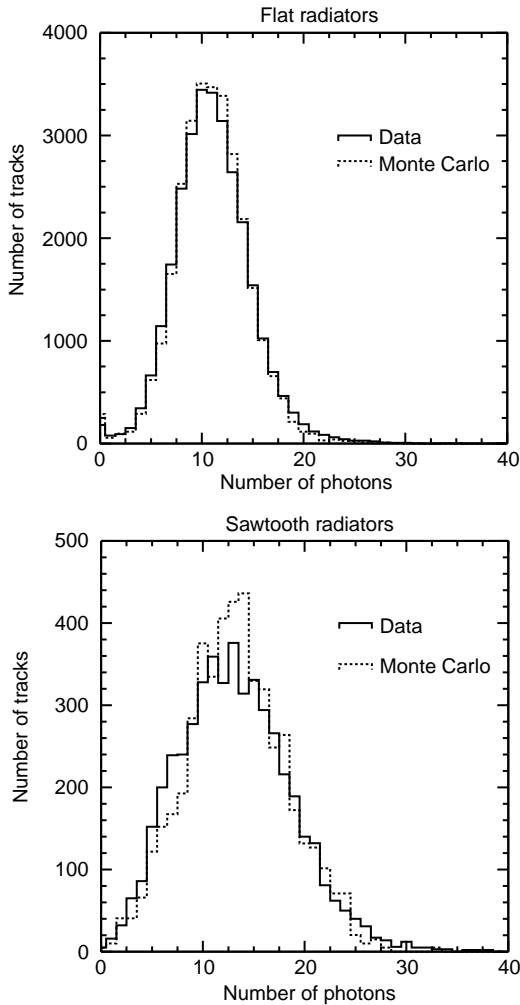 Flat radiators
4000
3000
2000
1000
0
Number of tracks
Data
Monte Carlo
0 10 20 30 40
Number of photons
Sawtooth radiators
500
400
300
200
100
0
Number of tracks
Data
Monte Carlo
0 10 20 30 40
Number of photons